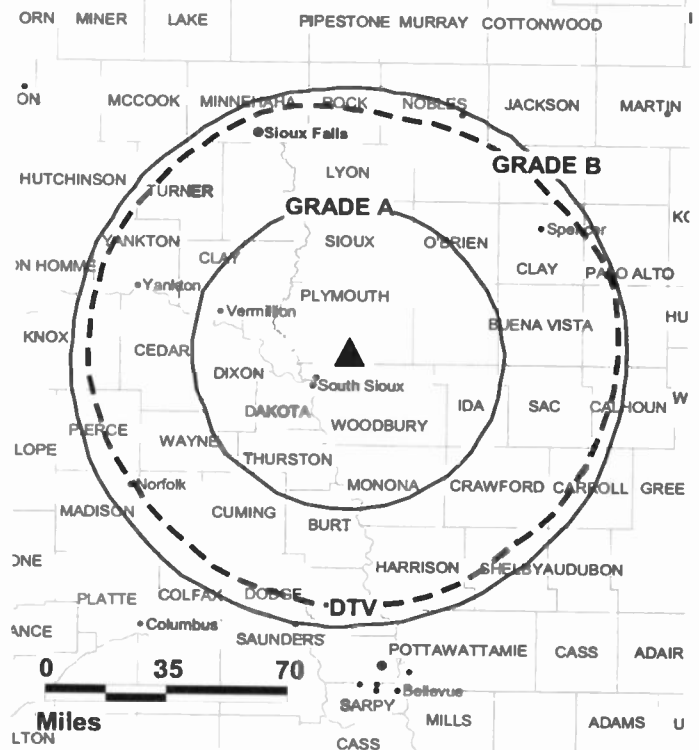 ORN MINER LAKE PIPESTONE MURRAY COTTONWOOD
ON MCCOOK MINNEHAHA ROCK NOBLES JACKSON MARTIN
Sioux Falls
GRADE B
HUTCHINSON TURNER LYON
GRADE A
KO
YANKTON CLAY SIOUX O'BRIEN Spencer
ON HOMME CLAY PALO ALTO
Yankton PLYMOUTH
Vermillion BUENA VISTA HU
KNOX CEDAR
DIXON South Sioux
DAKOTA WOODBURY IDA SAC CALHOUN W
PIERCE WAYNE
LOPE THURSTON
Norfolk MONONA CRAWFORD CARROLL GREE
MADISON CUMING BURT
ONE HARRISON SHELBY AUDUBON
PLATTE COLFAX DODGE DTV
ANCE Columbus SAUNDERS
POTTAWATTAMIE CASS ADAIR
0 35 70
Bellevue
SARPY
Miles MILLS ADAMS U
LTON CASS